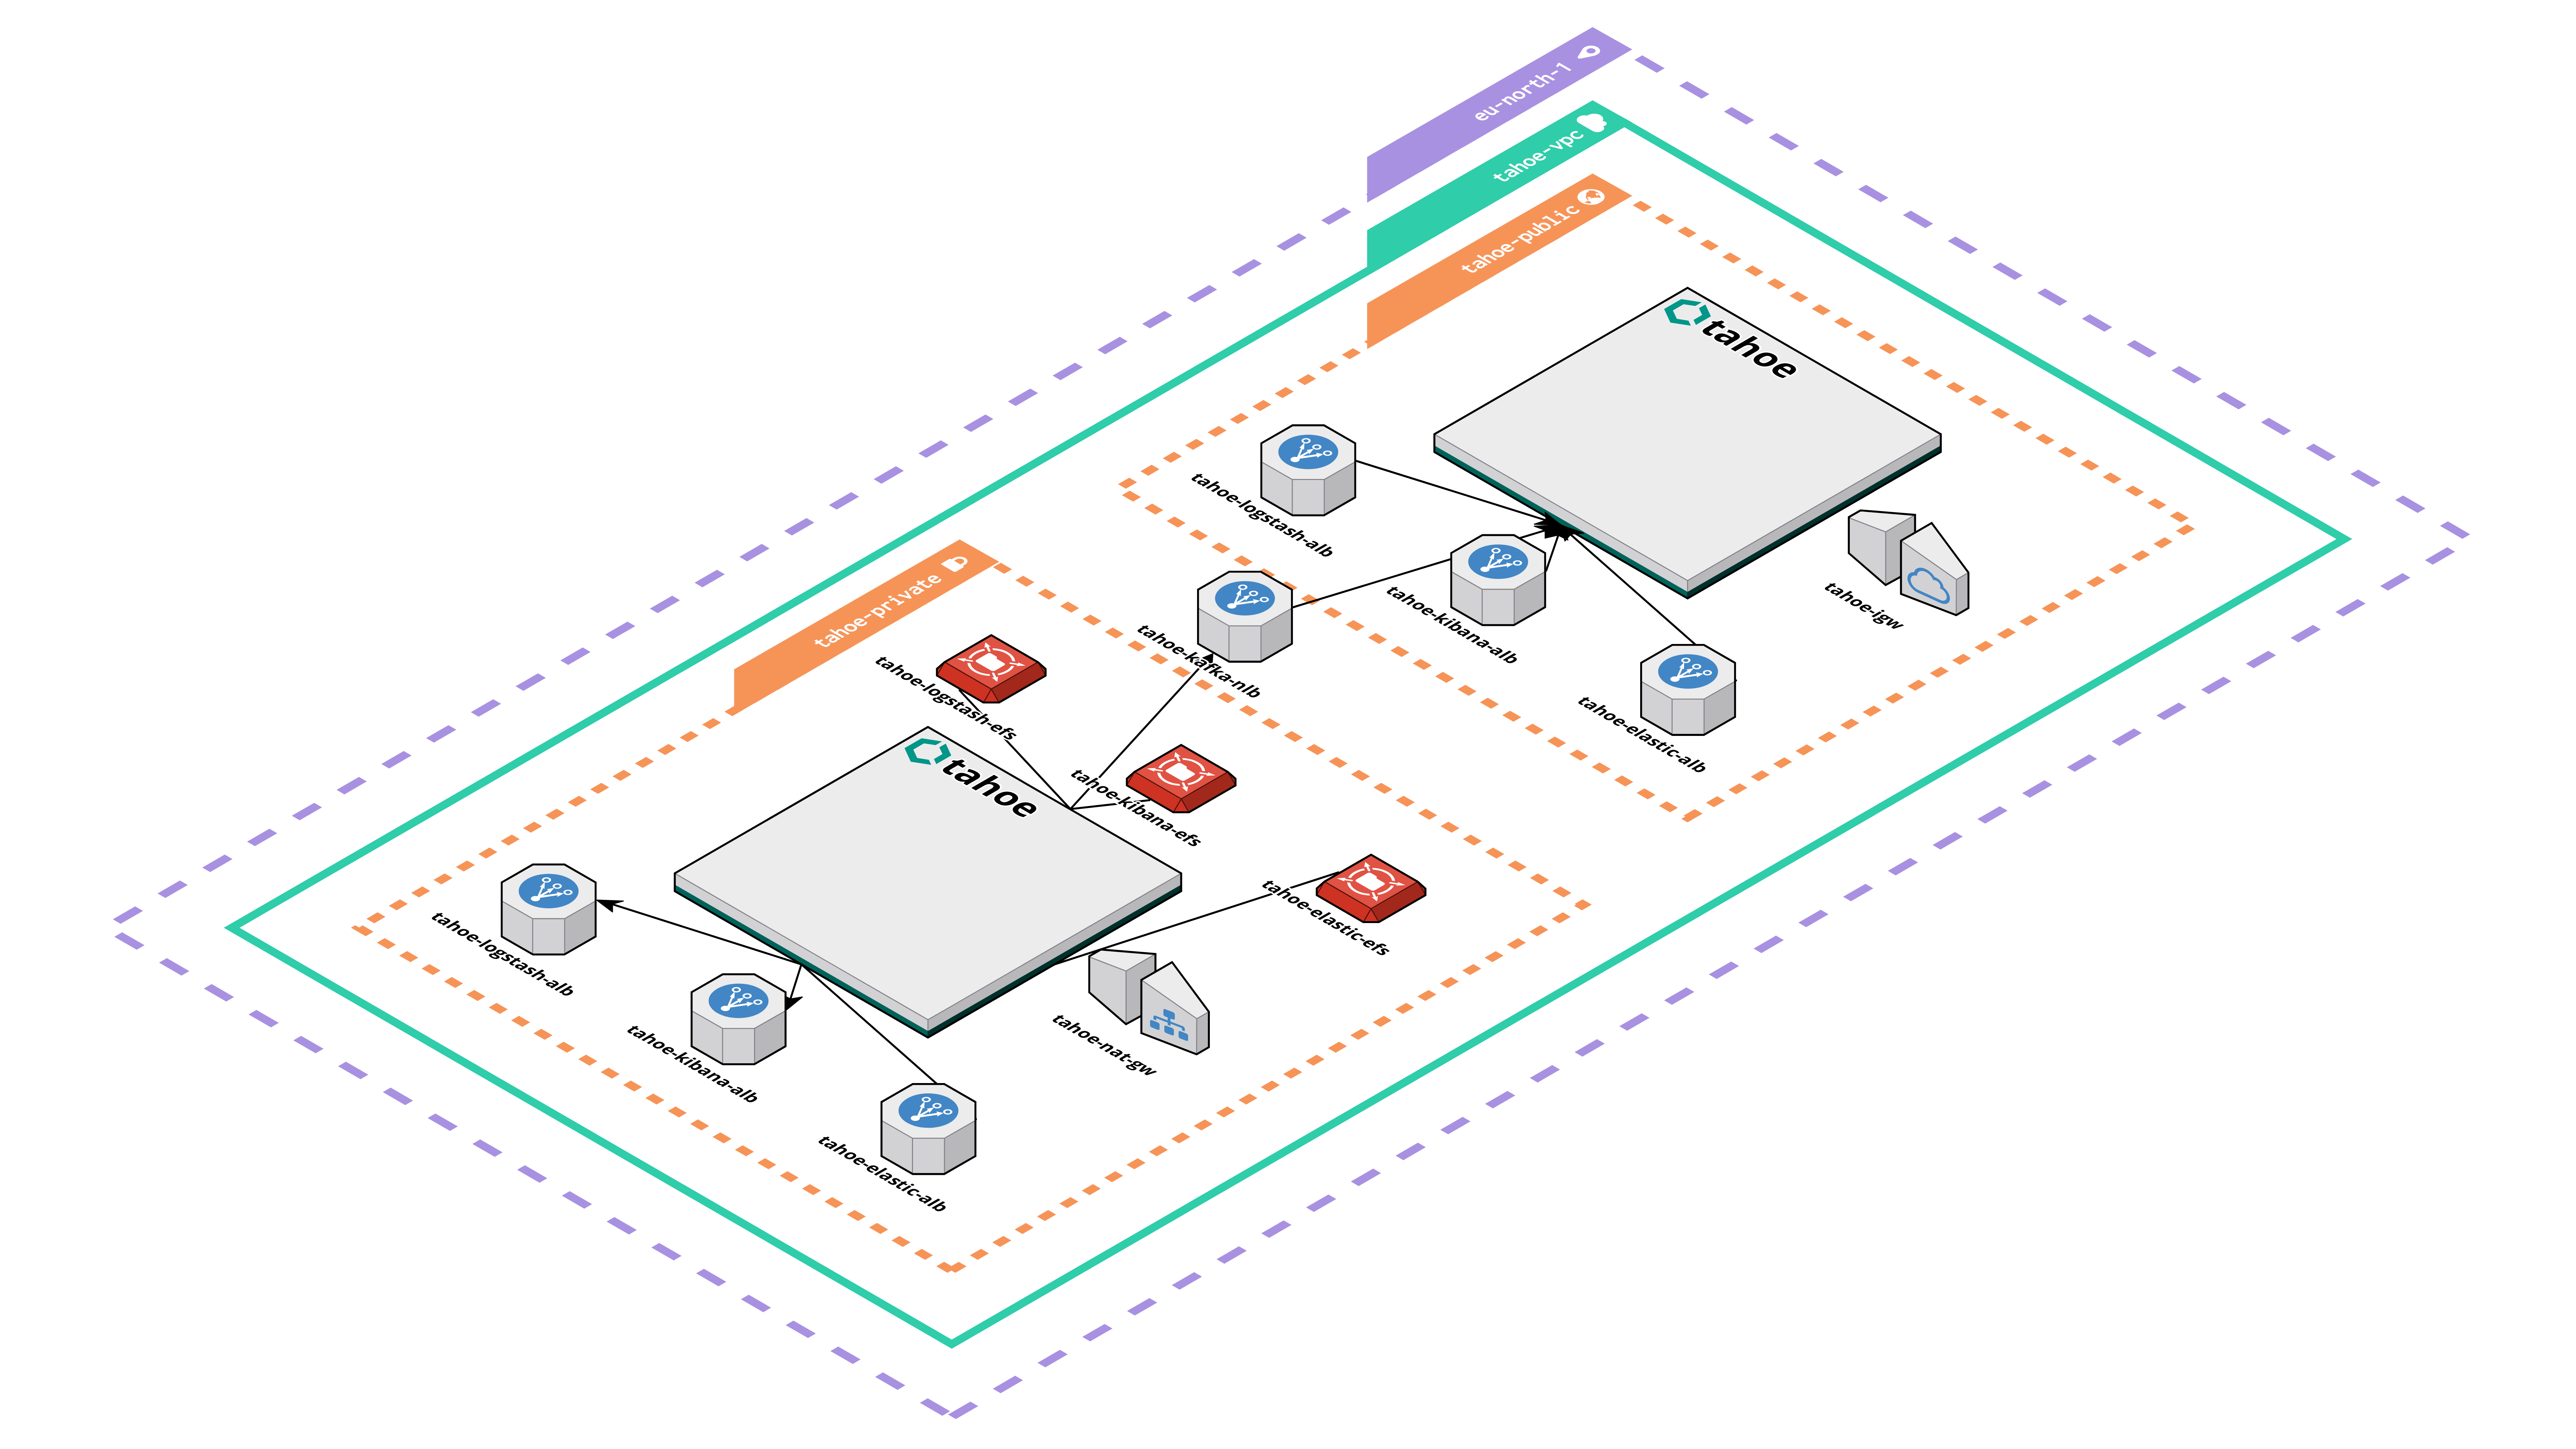 eu-north-1
tahoe-vpc
tahoe-public
tahoe
tahoe-logstash-alb
tahoe-kibana-alb
tahoe-igw
tahoe-elastic-alb
tahoe-kafka-nlb
tahoe-private
tahoe-logstash-efs
tahoe
tahoe-kibana-efs
tahoe-elastic-efs
tahoe-logstash-alb
tahoe-nat-gw
tahoe-kibana-alb
tahoe-elastic-alb